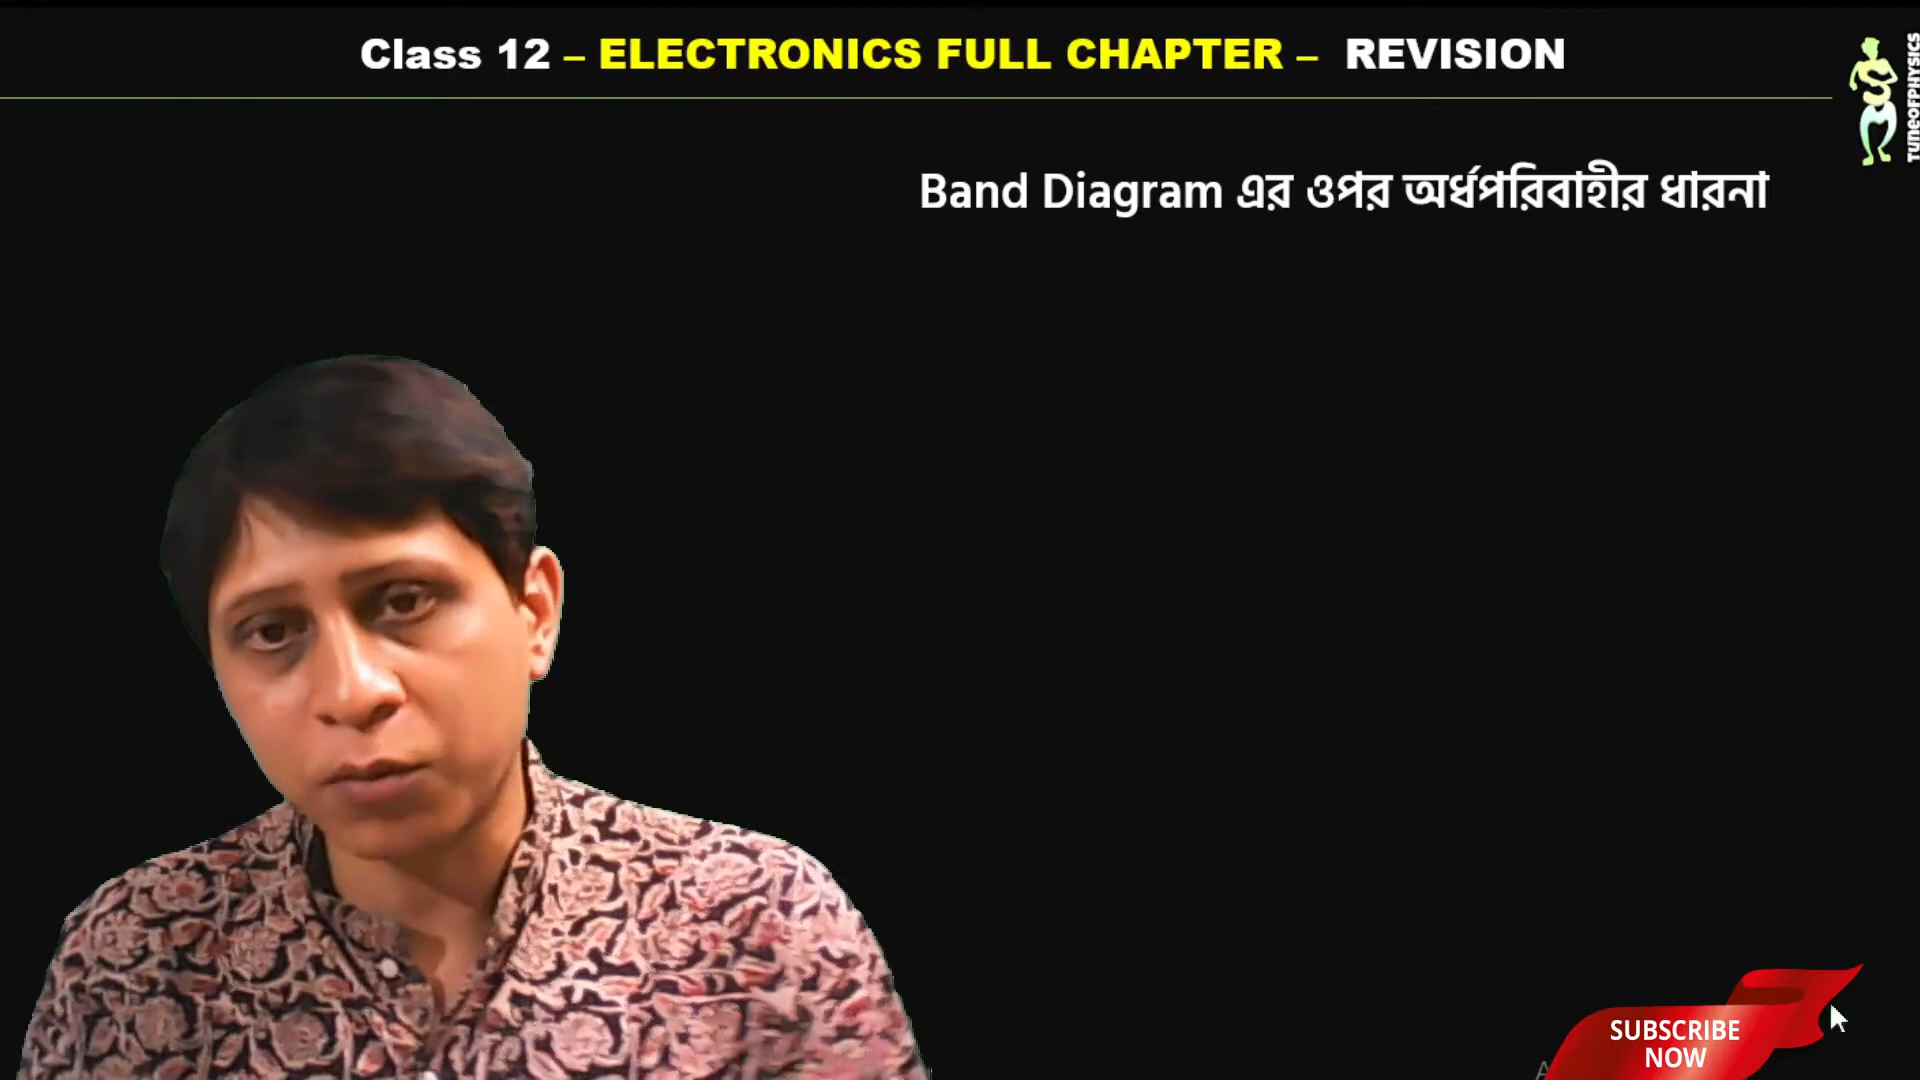 Class 12 – ELECTRONICS FULL CHAPTER – REVISION
TUNEOFPHYSICS
Band Diagram এর ওপর অর্ধপরিবাহীর ধারনা
SUBSCRIBE
NOW